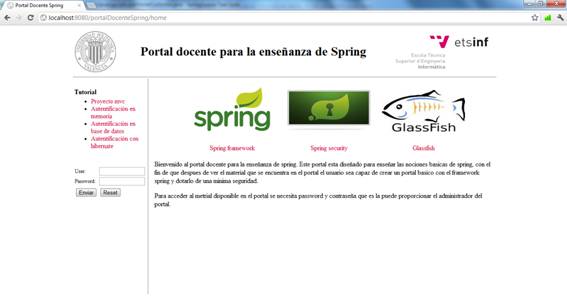 Portal Docente Spring
localhost:8080/portalDocenteSpring/home
Portal docente para la enseñanza de Spring
etsinf
Escola Tècnica
Superior d'Enginyeria
Informàtica
Tutorial
Proyecto mvc
Autentificación en
memoria
Autentificación en
base de datos
Autentificación con
hibernate
User:
Password:
Enviar Reset
spring
GlassFish
Spring framework Spring security Glassfish
Bienvenido al portal docente para la enseñanza de spring. Este portal esta diseñado para enseñar las nociones basicas de spring, con el
fin de que despues de ver el material que se encuentra en el portal el usuario sea capaz de crear un portal basico con el framework
spring y dotarlo de una minima seguridad.
Para acceder al metrial disponible en el portal se necesita password y contraseña que es la puede proporcionar el administrador del
portal.